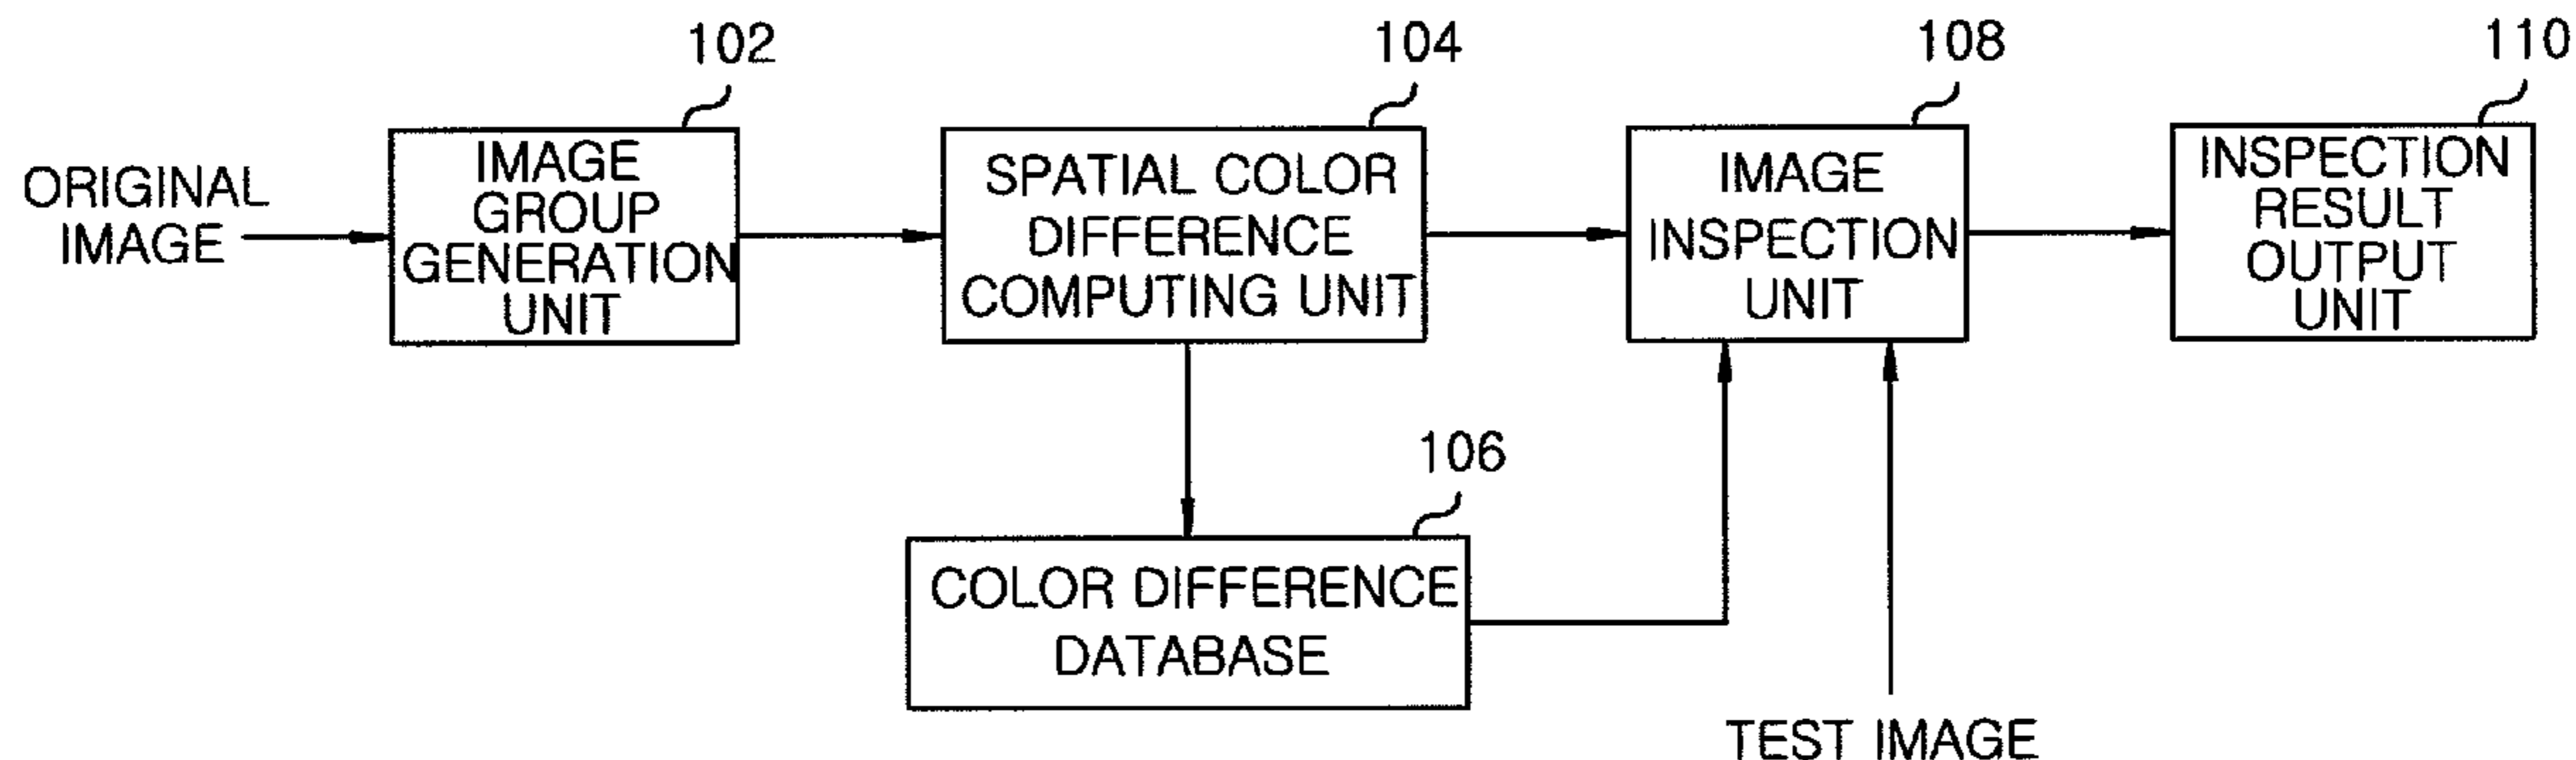 102
104
108
110
ORIGINAL
IMAGE
IMAGE
GROUP
GENERATION
UNIT
SPATIAL COLOR
DIFFERENCE
COMPUTING UNIT
IMAGE
INSPECTION
UNIT
INSPECTION
RESULT
OUTPUT
UNIT
106
COLOR DIFFERENCE
DATABASE
TEST IMAGE